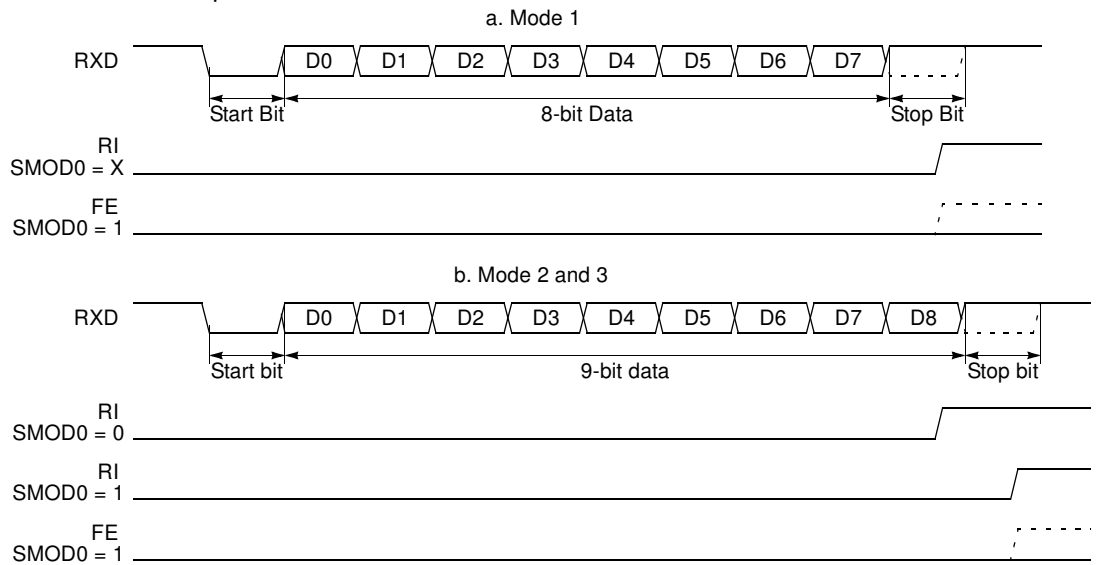 a. Mode 1
RXD D0 D1 D2 D3 D4 D5 D6 D7
Start Bit 8-bit Data Stop Bit
RI
SMOD0 = X
FE
SMOD0 = 1
b. Mode 2 and 3
RXD D0 D1 D2 D3 D4 D5 D6 D7 D8
Start bit 9-bit data Stop bit
RI
SMOD0 = 0
RI
SMOD0 = 1
FE
SMOD0 = 1